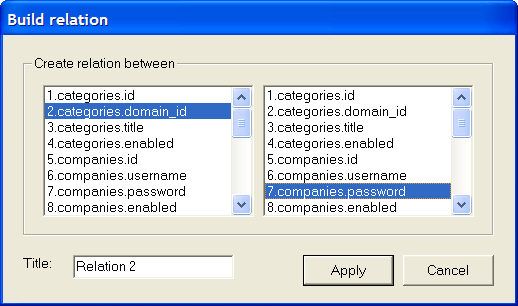 Build relation
Create relation between
1.categories.id
2.categories.domain_id
3.categories.title
4.categories.enabled
5.companies.id
6.companies.username
7.companies.password
8.companies.enabled
1.categories.id
2.categories.domain_id
3.categories.title
4.categories.enabled
5.companies.id
6.companies.username
7.companies.password
8.companies.enabled
Title: Relation 2
Apply Cancel